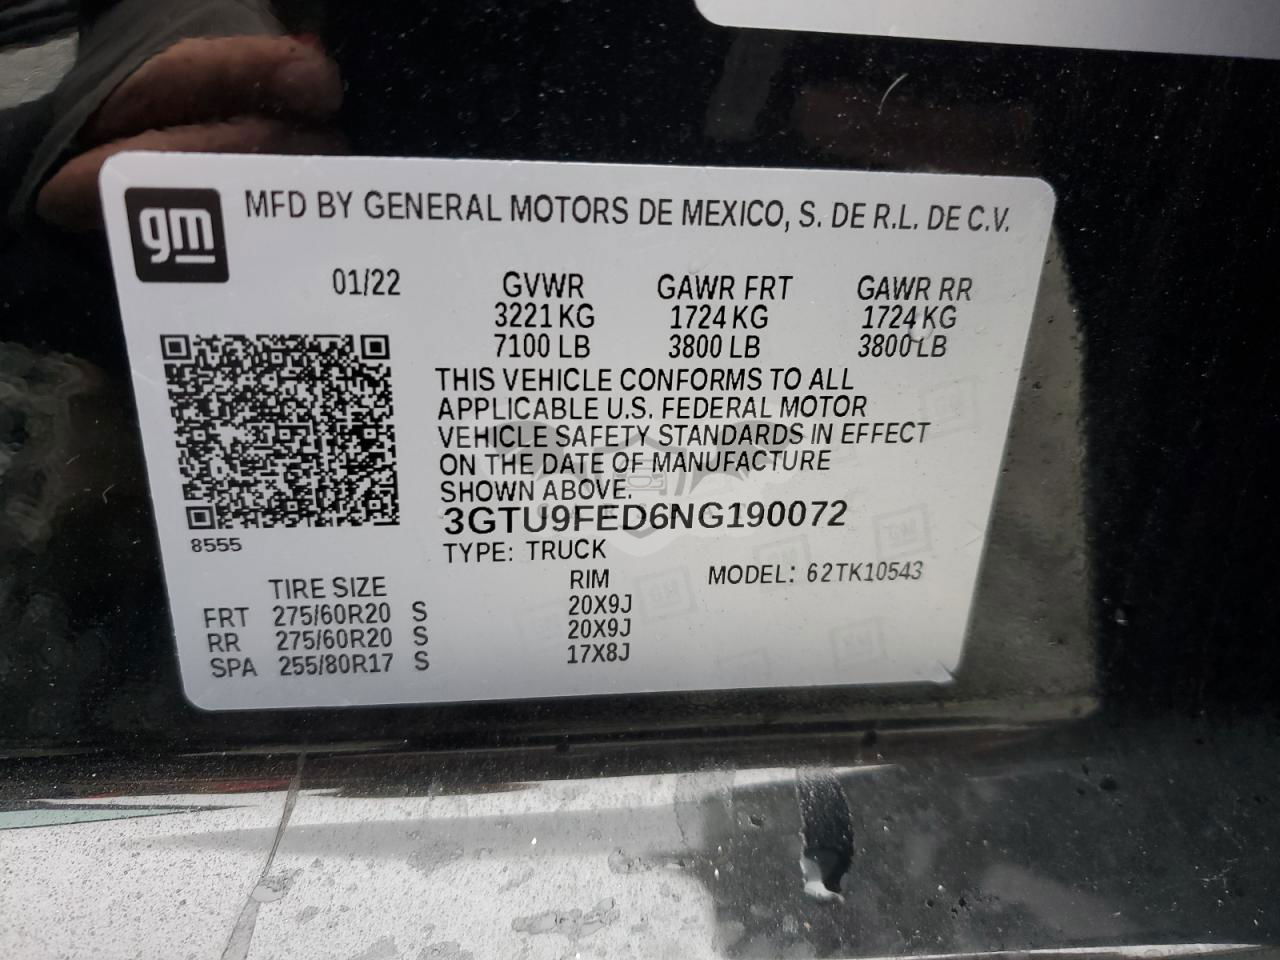 gm MFD BY GENERAL MOTORS DE MEXICO, S. DE R.L. DE C.V.
01/22 GVWR GAWR FRT GAWR RR
3221 KG 1724 KG 1724 KG
7100 LB 3800 LB 3800 LB
THIS VEHICLE CONFORMS TO ALL
APPLICABLE U.S. FEDERAL MOTOR
VEHICLE SAFETY STANDARDS IN EFFECT
ON THE DATE OF MANUFACTURE
SHOWN ABOVE.
3GTU9FED6NG190072
8555
TYPE: TRUCK
TIRE SIZE RIM MODEL: 62TK10543
FRT 275/60R20 S 20X9J
RR 275/60R20 S 20X9J
SPA 255/80R17 S 17X8J